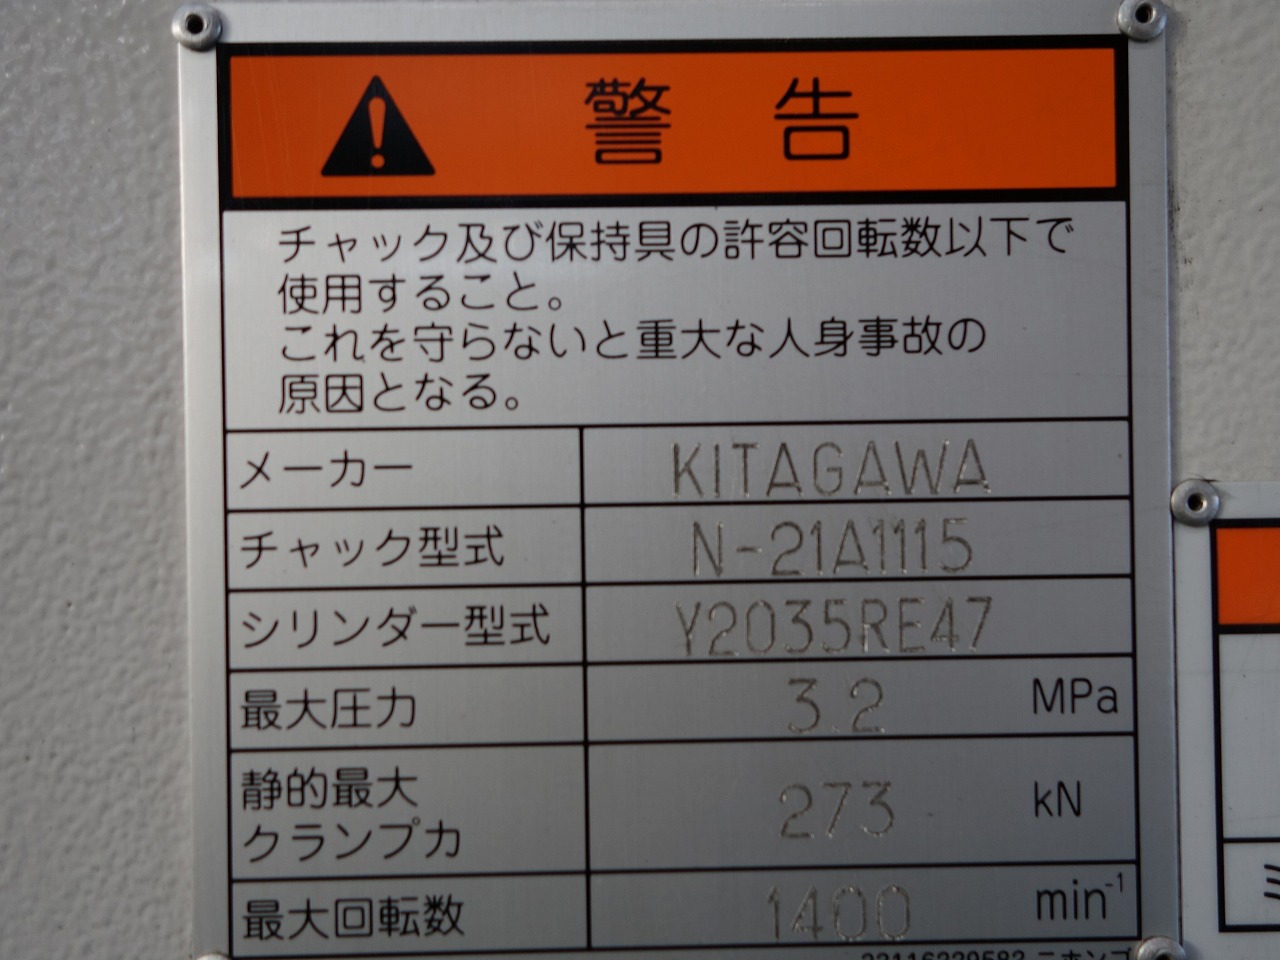 警告
チャック及び保持具の許容回転数以下で
使用すること。
これを守らないと重大な人身事故の
原因となる。
メーカー KITAGAWA
チャック型式 N-21A1115
シリンダー型式 Y2035RE47
最大圧力 3.2 MPa
静的最大
クランプ力 273 kN
最大回転数 1400 min⁻¹